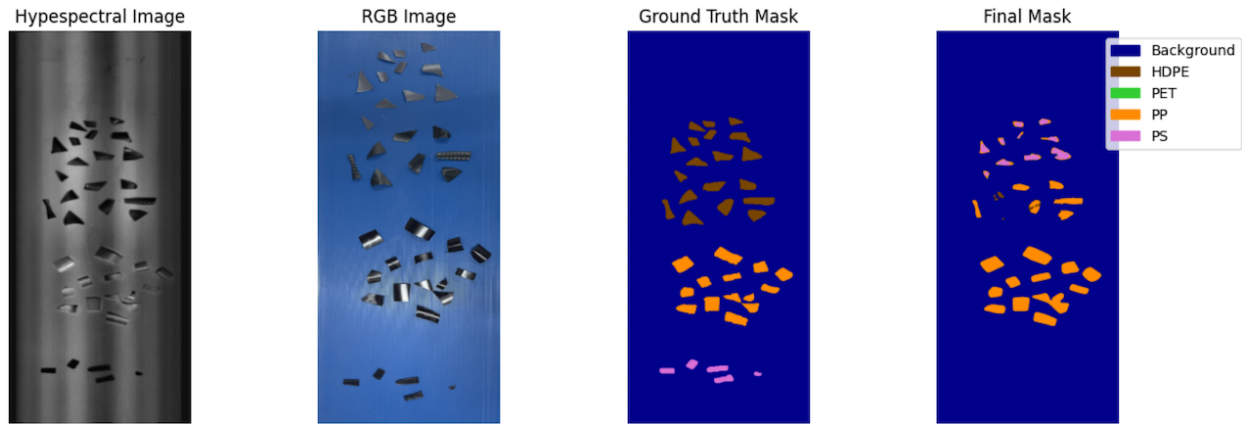 Hypespectral Image
RGB Image
Ground Truth Mask
Final Mask
Background
HDPE
PET
PP
PS